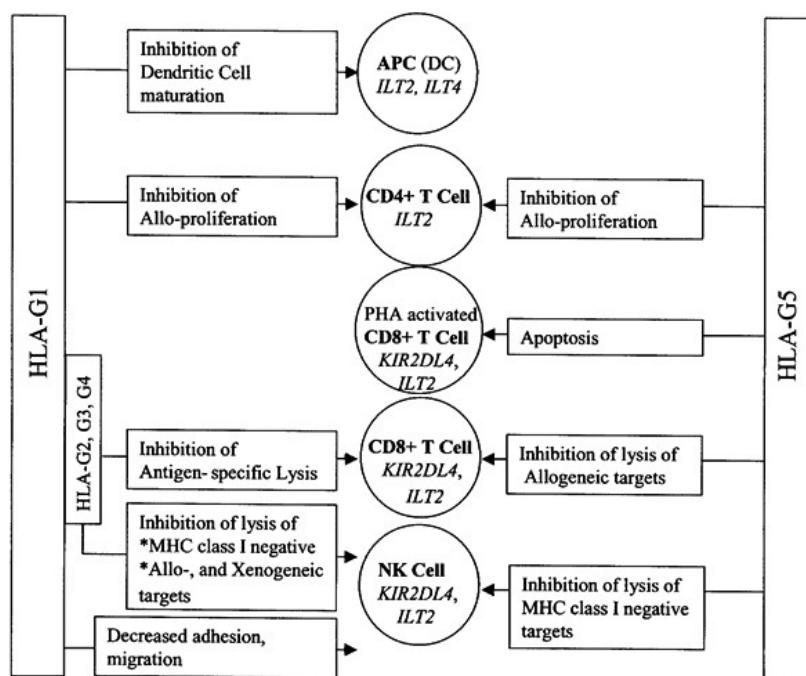 HLA-G1
HLA-G2, G3, G4
Inhibition of
Dendritic Cell
maturation
APC (DC)
ILT2, ILT4
Inhibition of
Allo-proliferation
CD4+ T Cell
ILT2
Inhibition of
Allo-proliferation
PHA activated
CD8+ T Cell
KIR2DL4,
ILT2
Apoptosis
Inhibition of
Antigen- specific Lysis
CD8+ T Cell
KIR2DL4,
ILT2
Inhibition of lysis of
Allogeneic targets
Inhibition of lysis of
*MHC class I negative
*Allo-, and Xenogeneic
targets
NK Cell
KIR2DL4,
ILT2
Inhibition of lysis of
MHC class I negative
targets
Decreased adhesion,
migration
HLA-G5